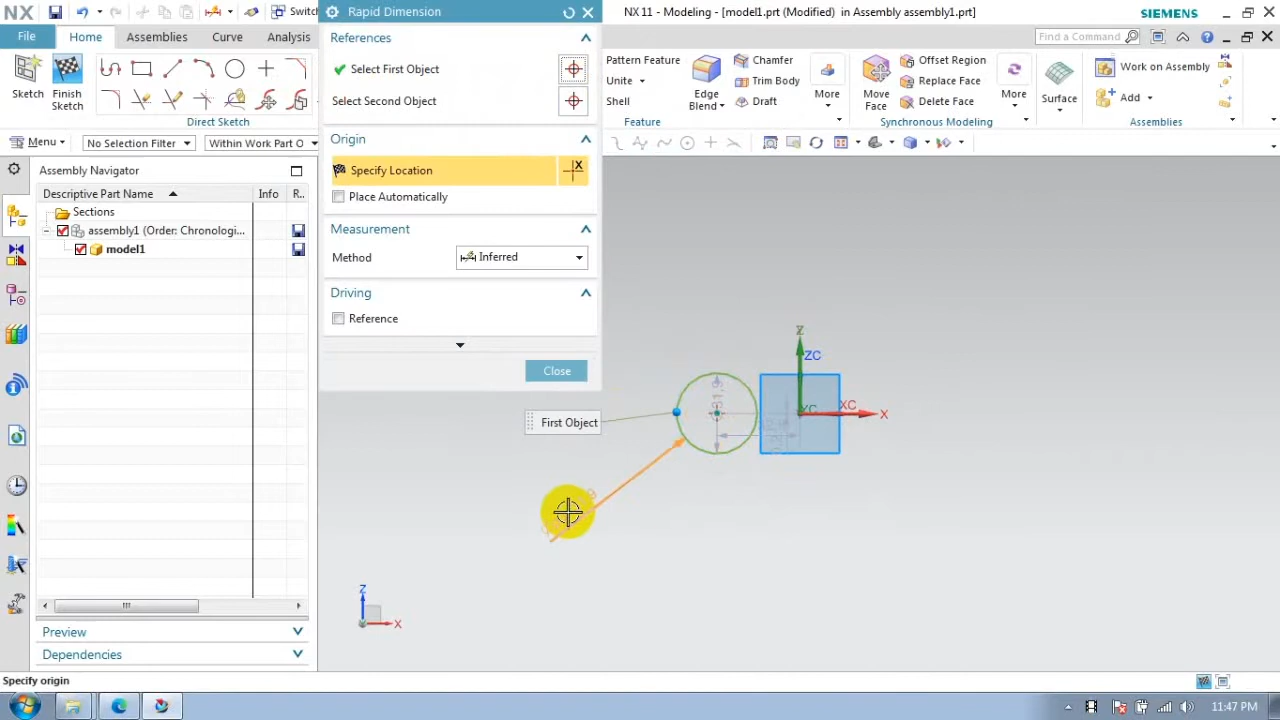 NX
Switch
Rapid Dimension
NX 11 - Modeling - [model1.prt (Modified) in Assembly assembly1.prt]
SIEMENS
File
Home
Assemblies
Curve
Analysis
Find a Command
Sketch
Finish
Sketch
Direct Sketch
Pattern Feature
Unite
Shell
Edge
Blend
Chamfer
Trim Body
Draft
More
Feature
Move
Face
Offset Region
Replace Face
Delete Face
More
Synchronous Modeling
Surface
Work on Assembly
Add
Assemblies
Menu
No Selection Filter
Within Work Part O
References
Select First Object
Select Second Object
Origin
Specify Location
X
Place Automatically
Measurement
Method
Inferred
Driving
Reference
Close
Assembly Navigator
Descriptive Part Name
Info
R..
Sections
assembly1 (Order: Chronologi...
model1
Preview
Dependencies
First Object
Z
ZC
YC
XC
X
Z
X
Specify origin
11:47 PM